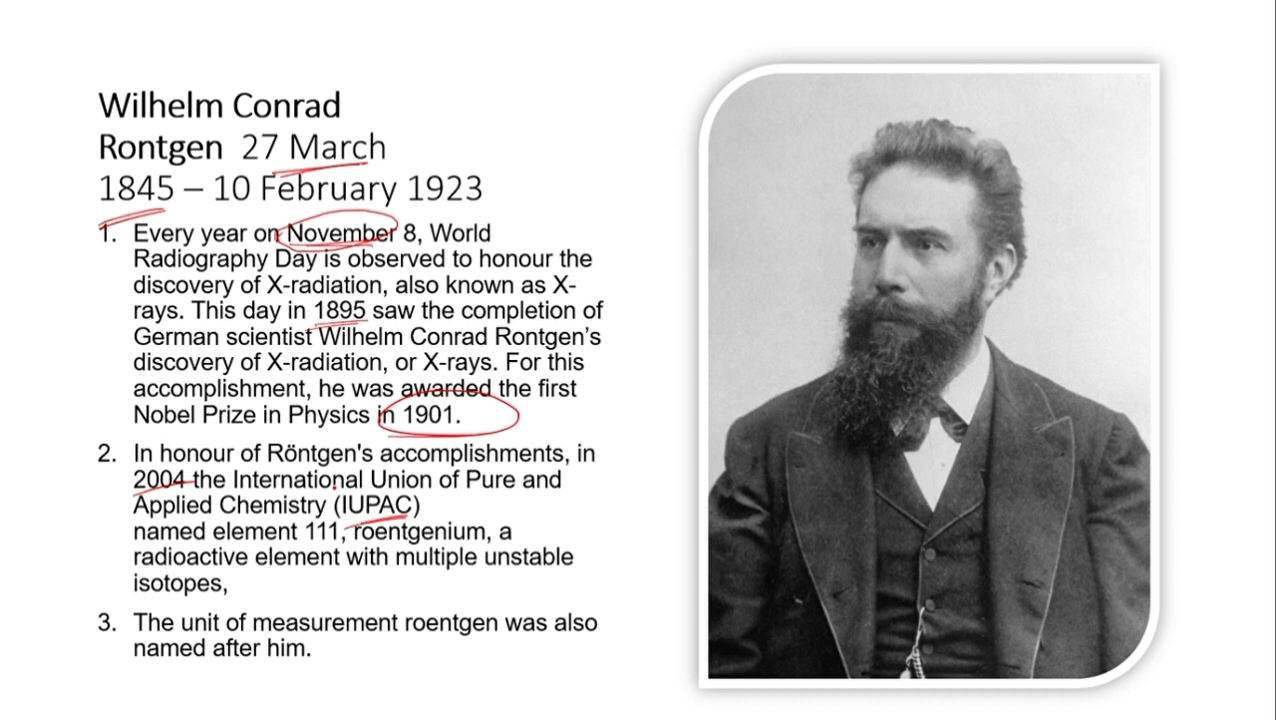 Wilhelm Conrad
Rontgen 27 March
1845 – 10 February 1923
1. Every year on November 8, World
Radiography Day is observed to honour the
discovery of X-radiation, also known as X-
rays. This day in 1895 saw the completion of
German scientist Wilhelm Conrad Rontgen’s
discovery of X-radiation, or X-rays. For this
accomplishment, he was awarded the first
Nobel Prize in Physics in 1901.
2. In honour of Röntgen's accomplishments, in
2004 the International Union of Pure and
Applied Chemistry (IUPAC)
named element 111, roentgenium, a
radioactive element with multiple unstable
isotopes,
3. The unit of measurement roentgen was also
named after him.